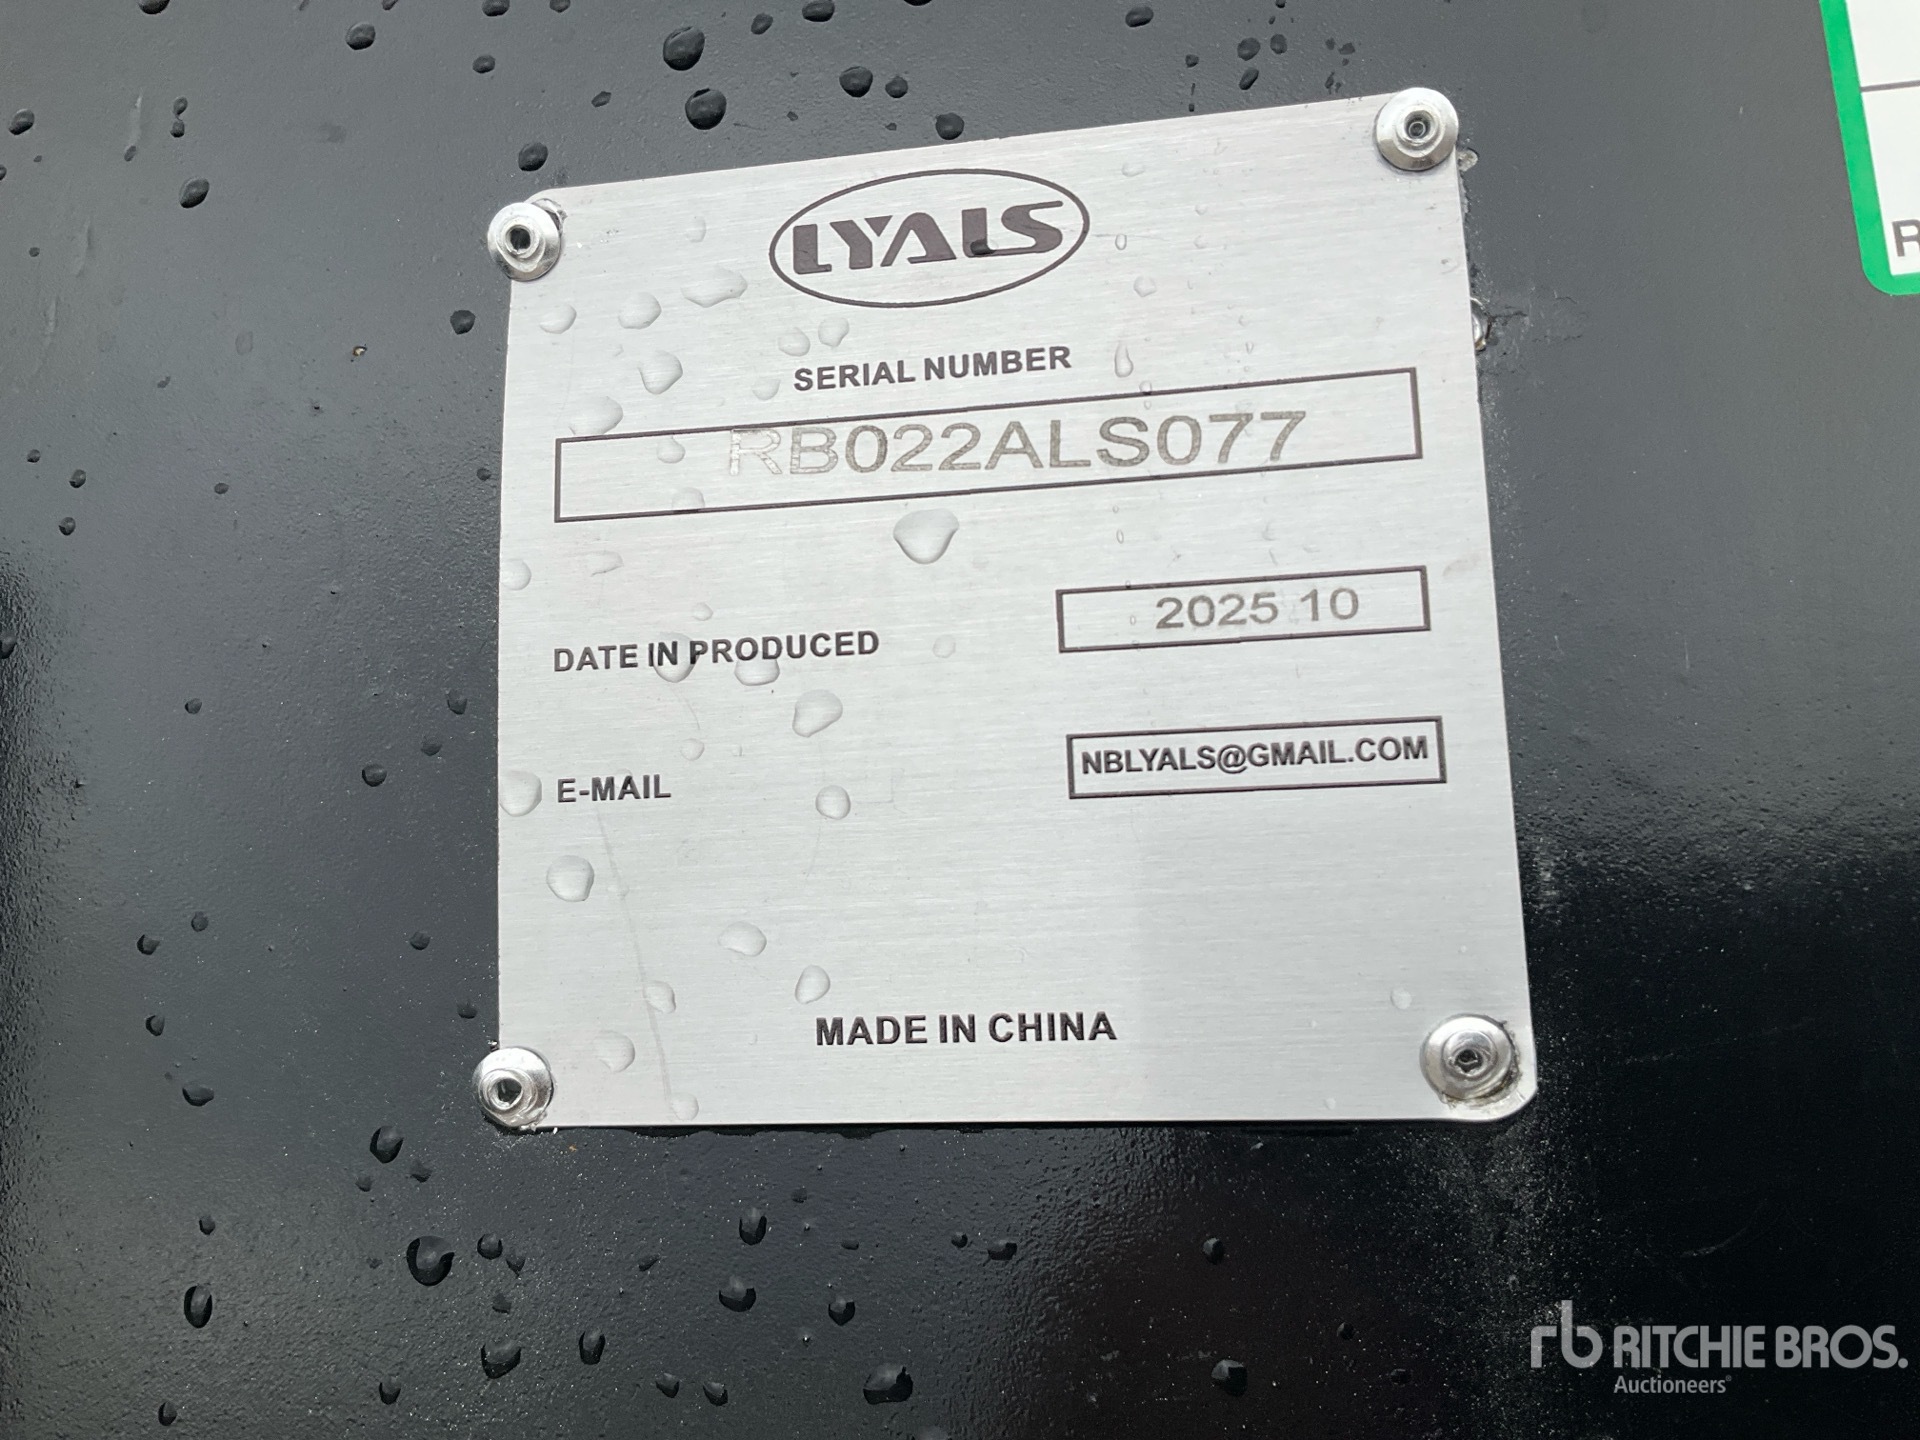 LYALS
SERIAL NUMBER
RB022ALS077
DATE IN PRODUCED
2025 10
E-MAIL
NBLYALS@GMAIL.COM
MADE IN CHINA
R
rb RITCHIE BROS.
Auctioneers